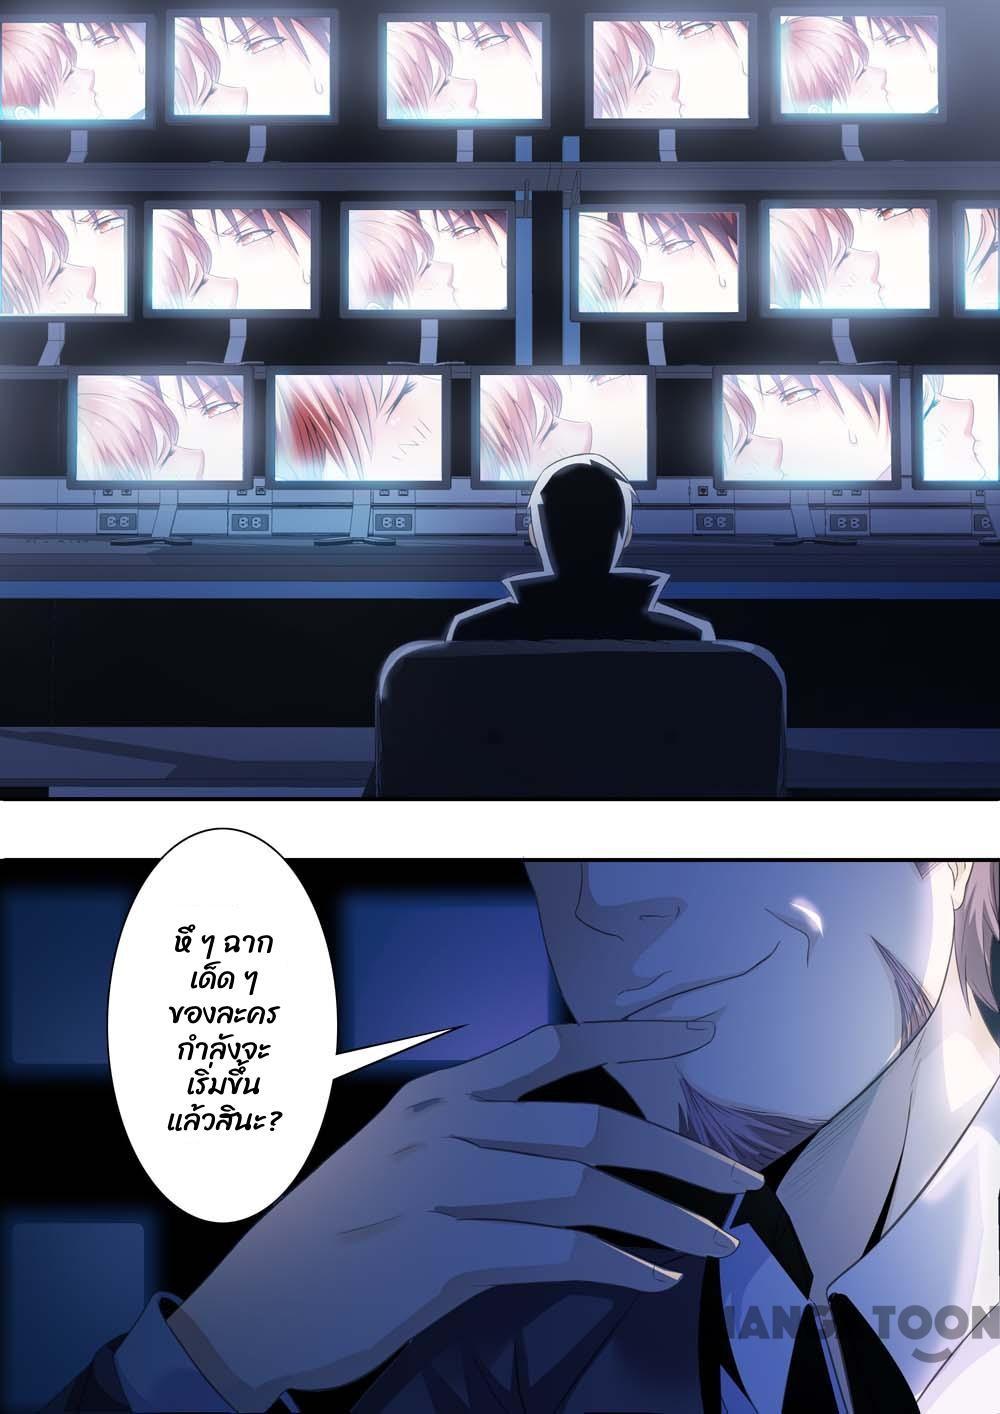 หึ ๆ ฉาก
เด็ด ๆ
ของละคร
กำลังจะ
เริ่มขึ้น
แล้วสินะ?
MANGATOON